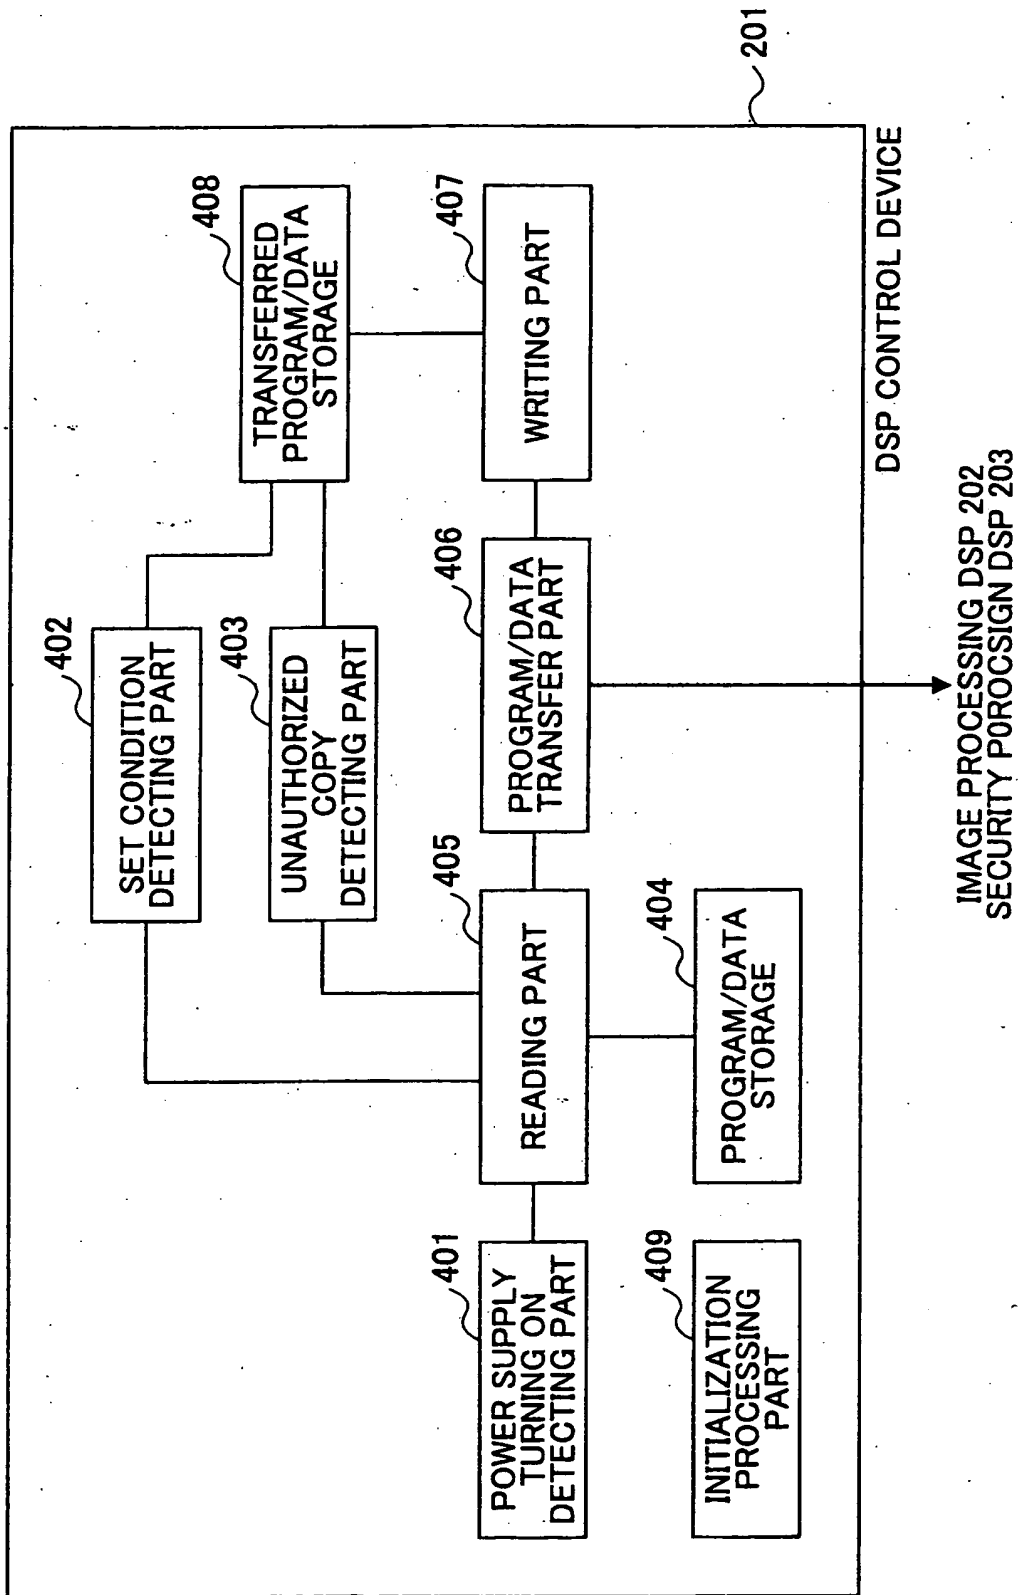 201
402
SET CONDITION
DETECTING PART
408
TRANSFERRED
PROGRAM/DATA
STORAGE
403
UNAUTHORIZED
COPY
DETECTING PART
401
POWER SUPPLY
TURNING ON
DETECTING PART
405
READING PART
406
PROGRAM/DATA
TRANSFER PART
407
WRITING PART
409
INITIALIZATION
PROCESSING
PART
404
PROGRAM/DATA
STORAGE
DSP CONTROL DEVICE
IMAGE PROCESSING DSP 202
SECURITY P0ROCSIGN DSP 203